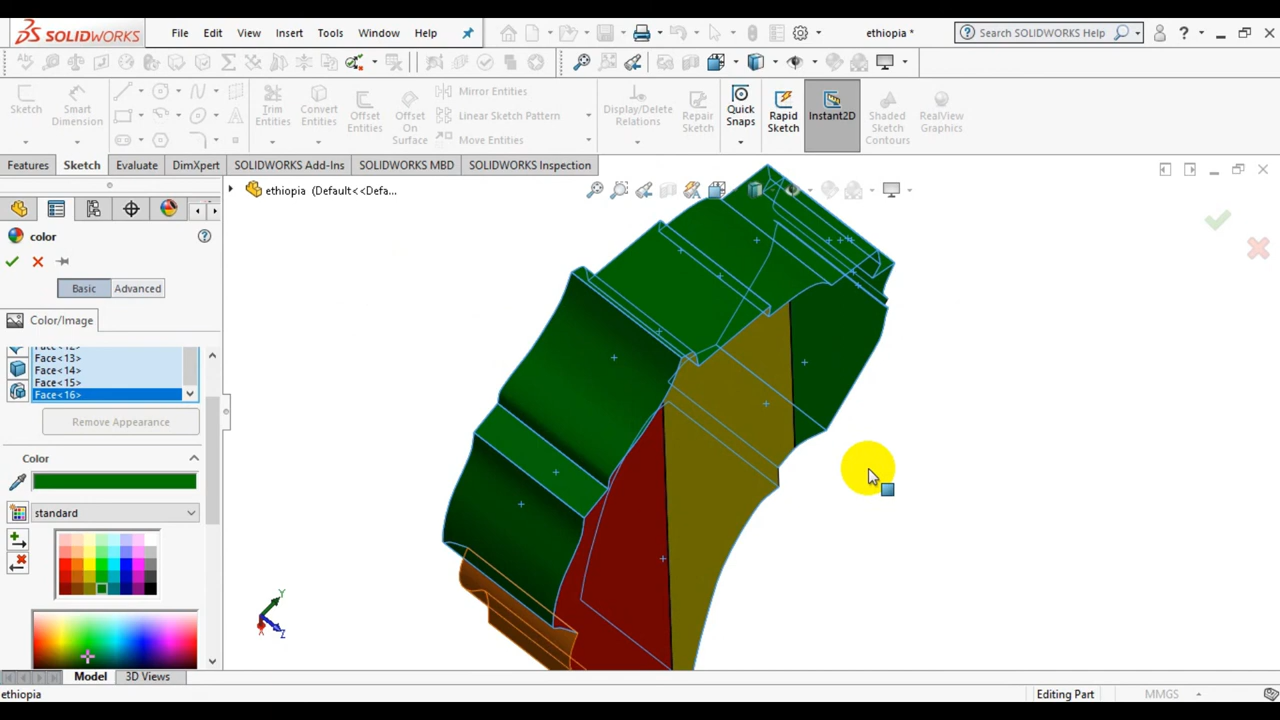 SOLIDWORKS File Edit View Insert Tools Window Help ethiopia * Search SOLIDWORKS Help ?
Sketch Smart Dimension Trim Entities Convert Entities Offset Entities Offset On Surface Mirror Entities Linear Sketch Pattern Move Entities Display/Delete Relations Repair Sketch Quick Snaps Rapid Sketch Instant2D Shaded Sketch Contours RealView Graphics
Features Sketch Evaluate DimXpert SOLIDWORKS Add-Ins SOLIDWORKS MBD SOLIDWORKS Inspection
ethiopia (Default<<Defa...
color ?
Basic Advanced
Color/Image
Face<13>
Face<14>
Face<15>
Face<16>
Remove Appearance
Color
standard
Y
X Z
Model 3D Views
ethiopia Editing Part MMGS